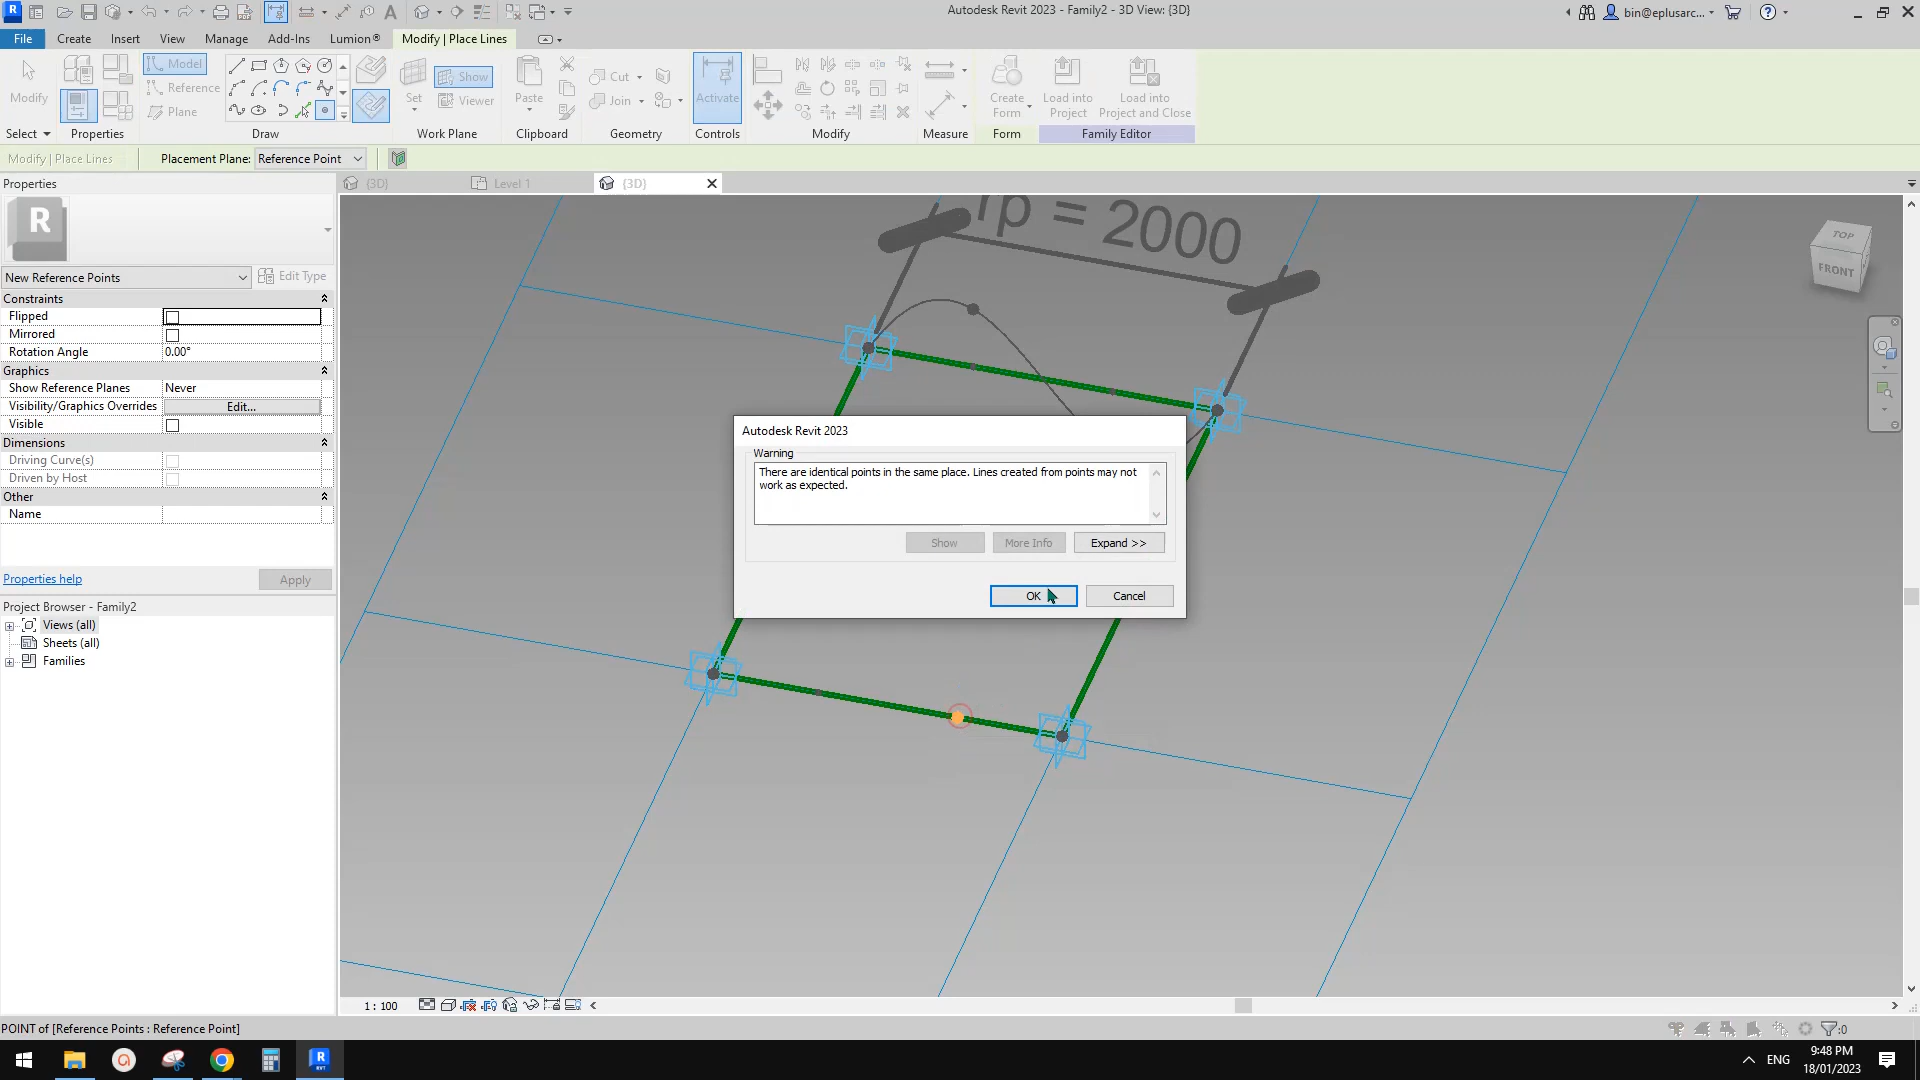 Autodesk Revit 2023 - Family2 - 3D View: {3D}
bin@eplusarc...
File
Create
Insert
View
Manage
Add-Ins
Lumion®
Modify | Place Lines
Modify
Model
Reference
Plane
Set
Show
Viewer
Paste
Cut
Join
Activate
Create
Form
Load into
Project
Load into
Project and Close
Select
Properties
Draw
Work Plane
Clipboard
Geometry
Controls
Modify
Measure
Form
Family Editor
Modify | Place Lines
Placement Plane:
Reference Point
Properties
{3D}
Level 1
{3D}
R
New Reference Points
Edit Type
Constraints
Flipped
Mirrored
Rotation Angle
0.00°
Graphics
Show Reference Planes
Never
Visibility/Graphics Overrides
Edit...
Visible
Dimensions
Driving Curve(s)
Driven by Host
Other
Name
Properties help
Apply
Project Browser - Family2
Views (all)
Sheets (all)
Families
rp = 2000
TOP
FRONT
Autodesk Revit 2023
Warning
There are identical points in the same place. Lines created from points may not
work as expected.
Show
More Info
Expand >>
OK
Cancel
1 : 100
POINT of [Reference Points : Reference Point]
:0
ENG
9:48 PM
18/01/2023